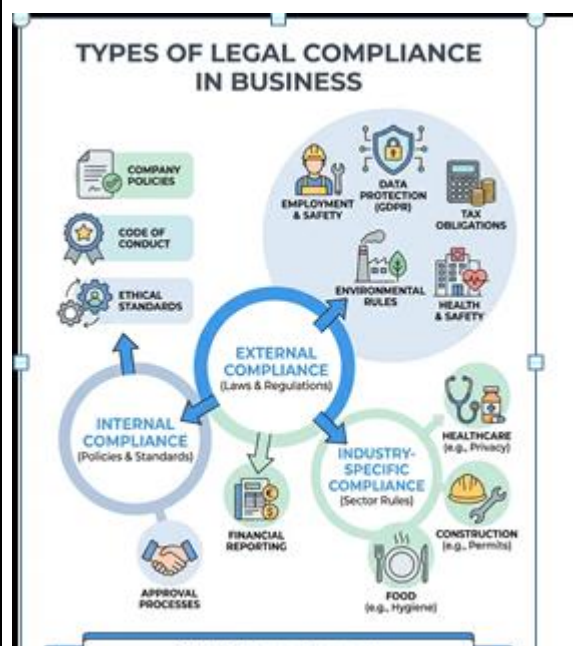 TYPES OF LEGAL COMPLIANCE
IN BUSINESS
COMPANY
POLICIES
CODE OF
CONDUCT
ETHICAL
STANDARDS
EMPLOYMENT
& SAFETY
DATA
PROTECTION
(GDPR)
TAX
OBLIGATIONS
ENVIRONMENTAL
RULES
HEALTH
& SAFETY
EXTERNAL
COMPLIANCE
(Laws & Regulations)
INTERNAL
COMPLIANCE
(Policies & Standards)
INDUSTRY-
SPECIFIC
COMPLIANCE
(Sector Rules)
HEALTHCARE
(e.g., Privacy)
CONSTRUCTION
(e.g., Permits)
FINANCIAL
REPORTING
APPROVAL
PROCESSES
FOOD
(e.g., Hygiene)